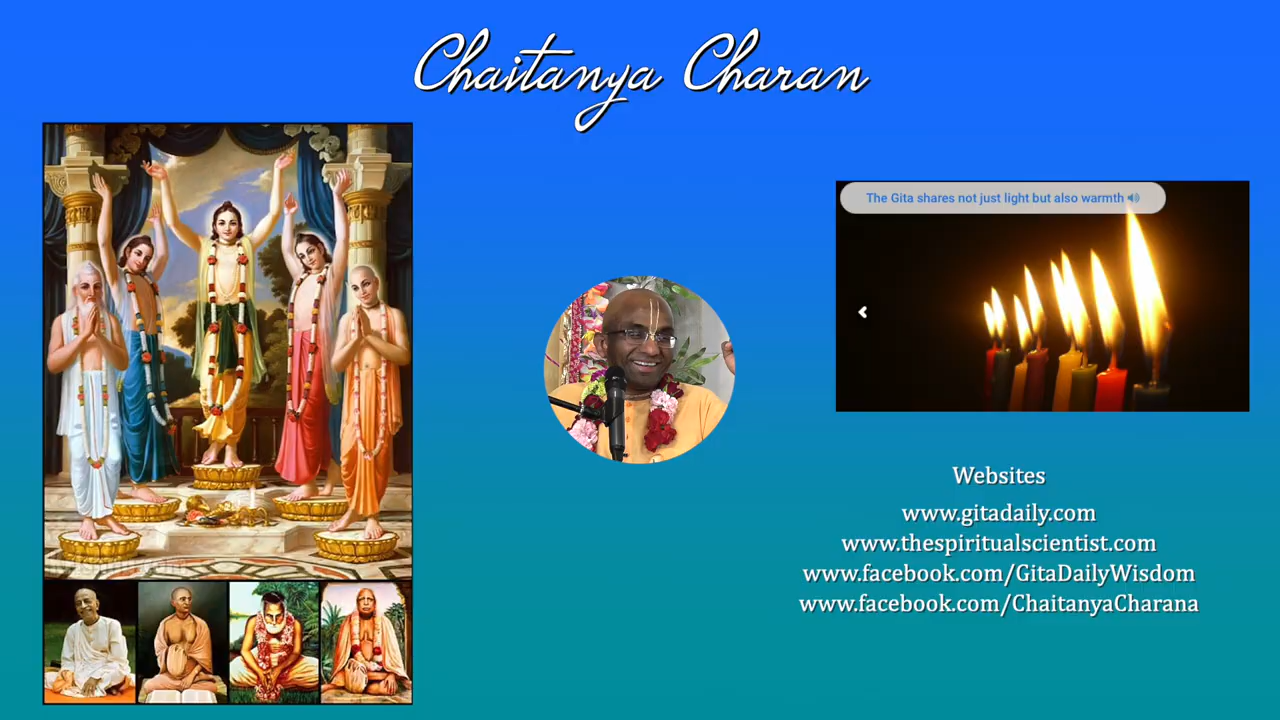 Chaitanya Charan
The Gita shares not just light but also warmth
Websites
www.gitadaily.com
www.thespiritualscientist.com
www.facebook.com/GitaDailyWisdom
www.facebook.com/ChaitanyaCharana